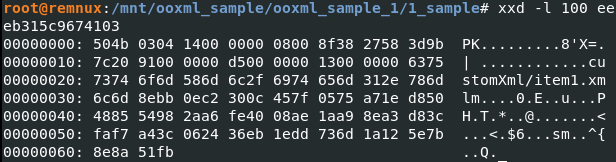 root@remnux:/mnt/ooxml_sample/ooxml_sample_1/1_sample# xxd -l 100 ee
eb315c9674103
00000000: 504b 0304 1400 0000 0800 8f38 2758 3d9b  PK.........8'X=.
00000010: 7c20 9100 0000 d500 0000 1300 0000 6375  | ............cu
00000020: 7374 6f6d 586d 6c2f 6974 656d 312e 786d  stomXml/item1.xm
00000030: 6c6d 8ebb 0ec2 300c 457f 0575 a71e d850  lm....0.E..u...P
00000040: 4885 5498 2aa6 fe40 08ae 1aa9 8ea3 d83c  H.T.*..@.......<
00000050: faf7 a43c 0624 36eb 1edd 736d 1a12 5e7b  ...<.$6...sm..^{
00000060: 8e8a 51fb                                ..Q.